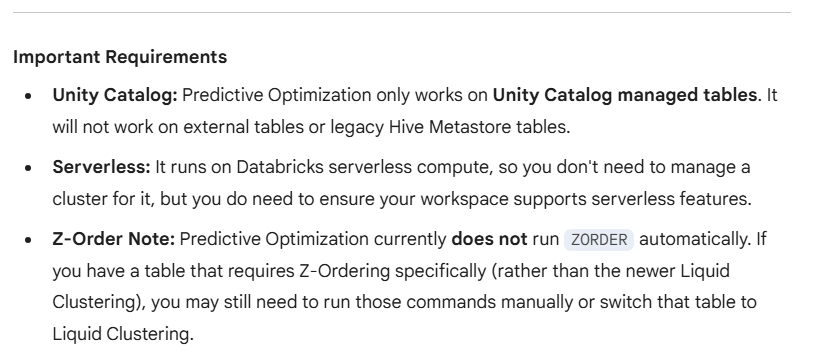 Important Requirements
• Unity Catalog: Predictive Optimization only works on Unity Catalog managed tables. It
will not work on external tables or legacy Hive Metastore tables.
• Serverless: It runs on Databricks serverless compute, so you don't need to manage a
cluster for it, but you do need to ensure your workspace supports serverless features.
• Z-Order Note: Predictive Optimization currently does not run ZORDER automatically. If
you have a table that requires Z-Ordering specifically (rather than the newer Liquid
Clustering), you may still need to run those commands manually or switch that table to
Liquid Clustering.